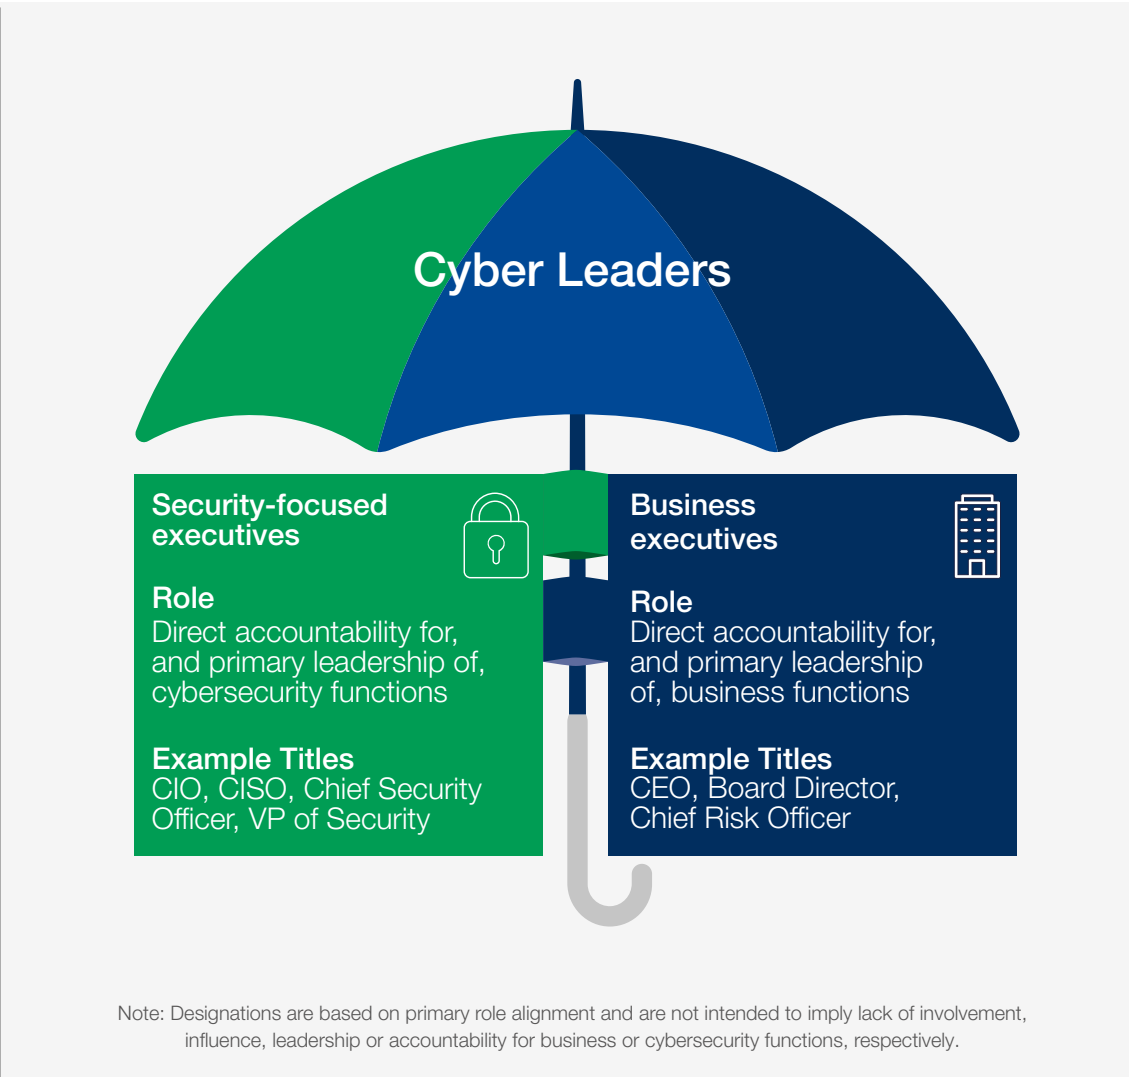 Cyber Leaders
Security-focused
executives
Role
Direct accountability for,
and primary leadership of,
cybersecurity functions
Example Titles
CIO, CISO, Chief Security
Officer, VP of Security
Business
executives
Role
Direct accountability for,
and primary leadership
of, business functions
Example Titles
CEO, Board Director,
Chief Risk Officer
Note: Designations are based on primary role alignment and are not intended to imply lack of involvement,
influence, leadership or accountability for business or cybersecurity functions, respectively.